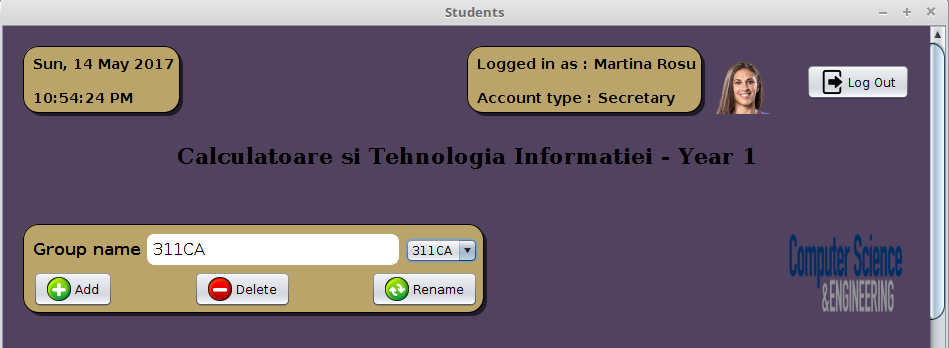 Students
Sun, 14 May 2017
10:54:24 PM
Logged in as : Martina Rosu
Account type : Secretary
Log Out
Calculatoare si Tehnologia Informatiei - Year 1
Group name 311CA 311CA
Add Delete Rename
Computer Science
&ENGINEERING